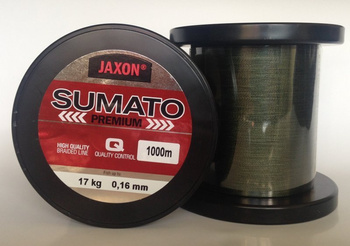 JAXON®
SUMATO
PREMIUM
HIGH QUALITY
BRAIDED LINE
Q
QUALITY CONTROL
1000m
17 kg 0,16 mm